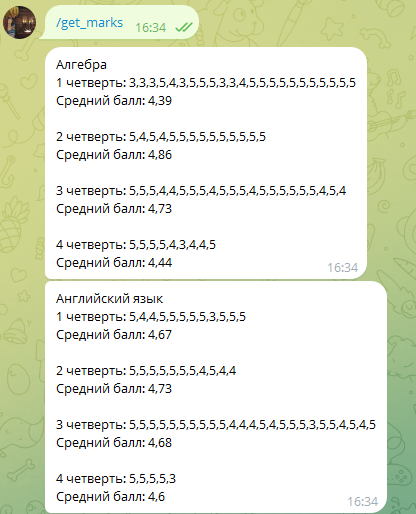 /get_marks
16:34
Алгебра
1 четверть: 3,3,3,5,4,3,5,5,5,3,3,4,5,5,5,5,5,5,5,5,5,5,5
Средний балл: 4,39
2 четверть: 5,4,5,4,5,5,5,5,5,5,5,5,5,5
Средний балл: 4,86
3 четверть: 5,5,5,4,4,5,5,5,4,5,5,5,4,5,5,5,5,5,5,4,5,4
Средний балл: 4,73
4 четверть: 5,5,5,5,4,3,4,4,5
Средний балл: 4,44
16:34
Английский язык
1 четверть: 5,4,4,5,5,5,5,5,3,5,5,5
Средний балл: 4,67
2 четверть: 5,5,5,5,5,5,5,4,5,4,4
Средний балл: 4,73
3 четверть: 5,5,5,5,5,5,5,5,5,5,4,4,4,5,4,5,5,5,3,5,5,4,5,4,5
Средний балл: 4,68
4 четверть: 5,5,5,5,3
Средний балл: 4,6
16:34